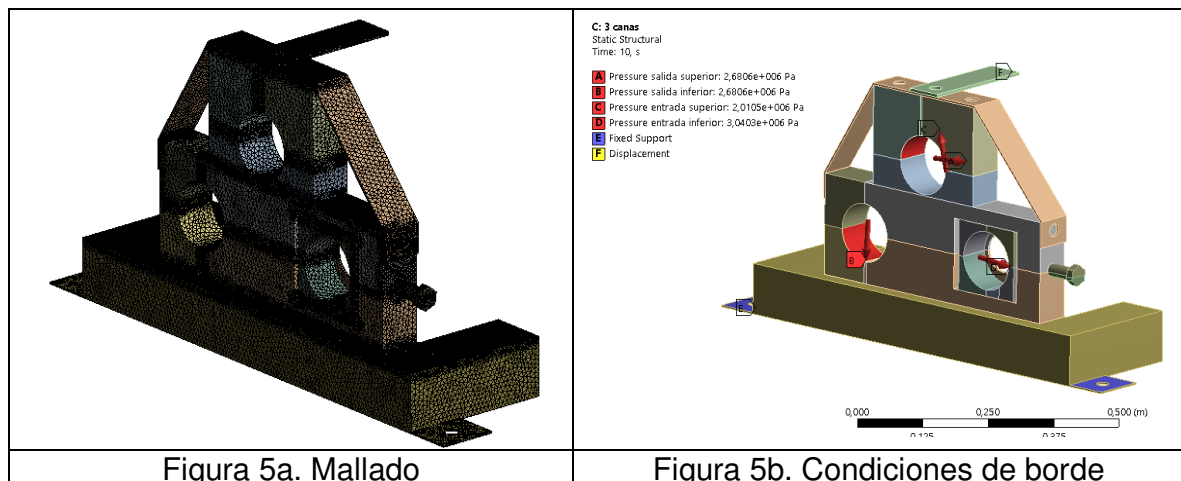 C: 3 canas
Static Structural
Time: 10, s
A Pressure salida superior: 2,6806e+006 Pa
B Pressure salida inferior: 2,6806e+006 Pa
C Pressure entrada superior: 2,0105e+006 Pa
D Pressure entrada inferior: 3,0403e+006 Pa
E Fixed Support
F Displacement
F
C
B
E
0,000 0,250 0,500 (m)
0,125 0,375
Figura 5a. Mallado
Figura 5b. Condiciones de borde